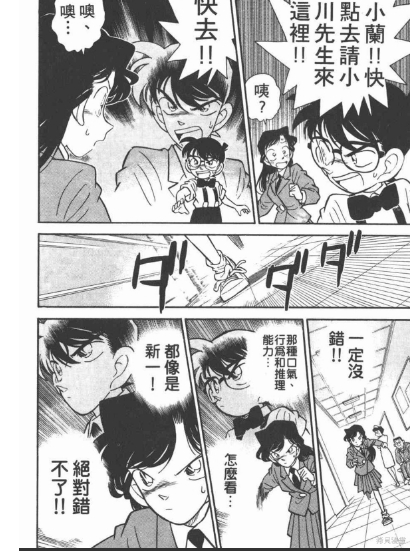 小蘭!!快
點去請小
川先生來
這裡!!
咦?
快去!!
噢、
噢…
ダダ
ダ
一定沒
錯!!
那種口氣、
行為和推理
能力…
怎麼看…
都像是
新一!
絕對錯
不了!!